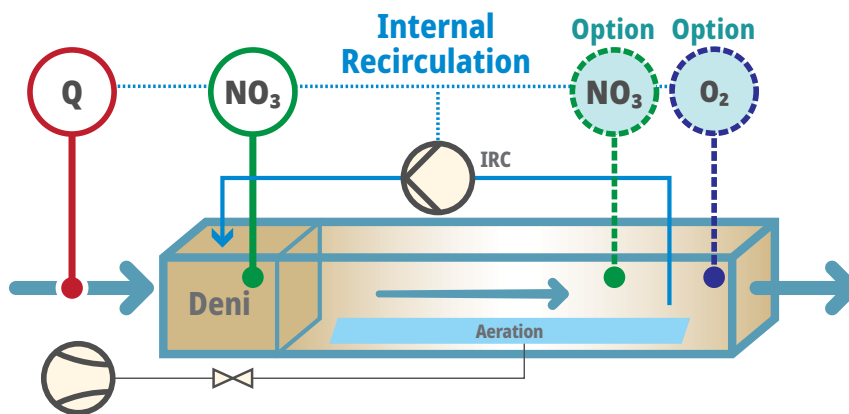 Internal
Recirculation
Option
Option
Q
NO₃
NO₃
O₂
IRC
Deni
Aeration